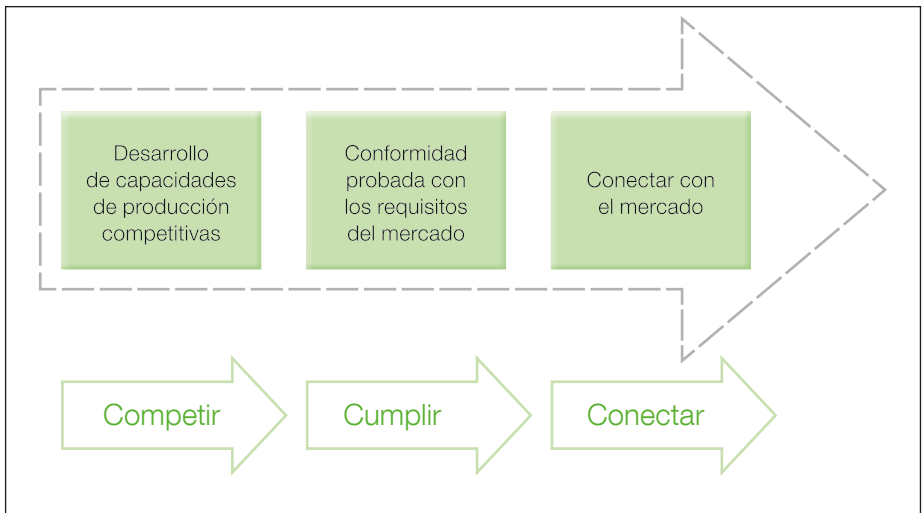 Desarrollo
de capacidades
de producción
competitivas
Conformidad
probada con
los requisitos
del mercado
Conectar con
el mercado
Competir
Cumplir
Conectar